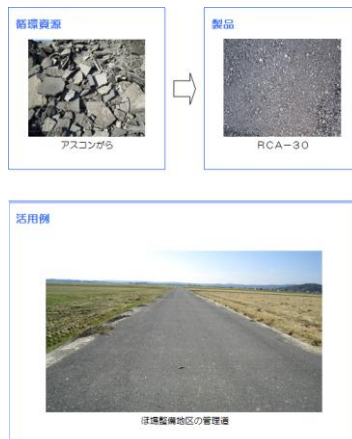 循環資源
製品
アスコンがら
RCA-30
活用例
ほ場整備地区の管理道